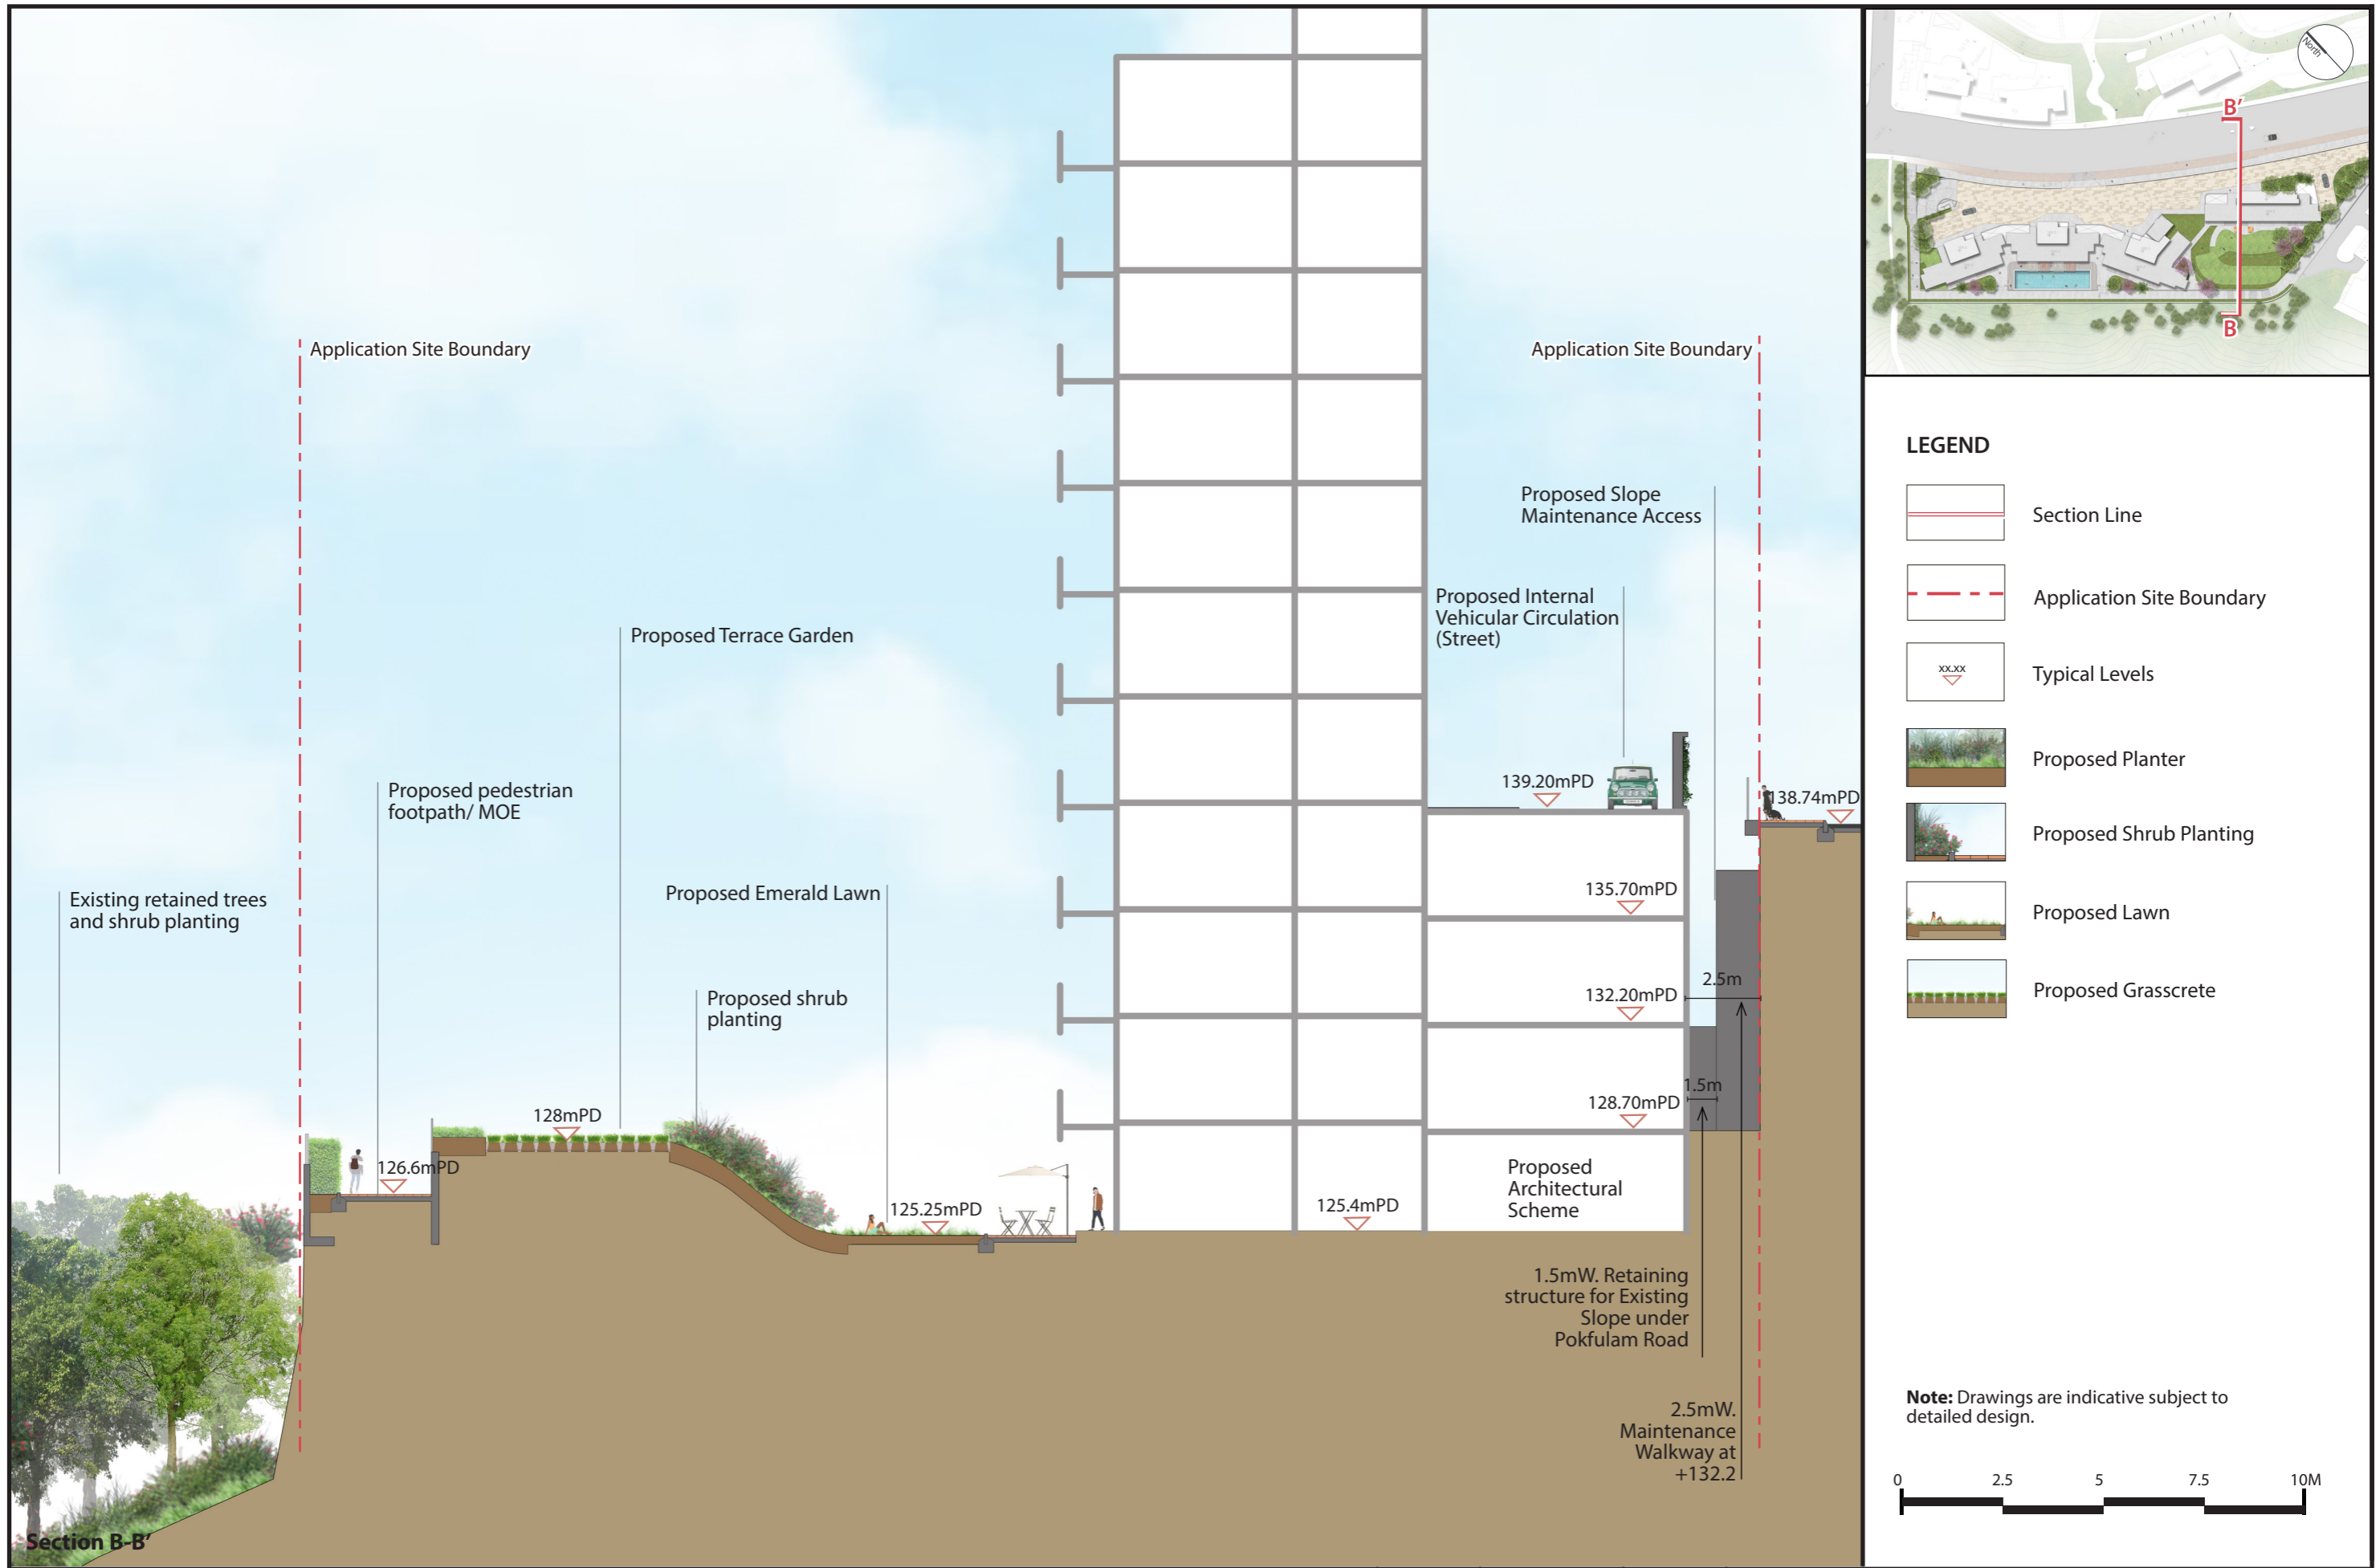 Application Site Boundary
Application Site Boundary
Proposed Slope
Maintenance Access
Proposed Internal
Vehicular Circulation
(Street)
Proposed Terrace Garden
139.20mPD
138.74mPD
Proposed pedestrian
footpath/ MOE
Existing retained trees
and shrub planting
Proposed Emerald Lawn
135.70mPD
Proposed shrub
planting
2.5m
132.20mPD
1.5m
128.70mPD
128mPD
126.6mPD
125.25mPD
125.4mPD
Proposed
Architectural
Scheme
1.5mW. Retaining
structure for Existing
Slope under
Pokfulam Road
2.5mW.
Maintenance
Walkway at
+132.2
Section B-B'
North
B'
B
LEGEND
Section Line
Application Site Boundary
xx.xx
Typical Levels
Proposed Planter
Proposed Shrub Planting
Proposed Lawn
Proposed Grasscrete
Note: Drawings are indicative subject to
detailed design.
0 2.5 5 7.5 10M